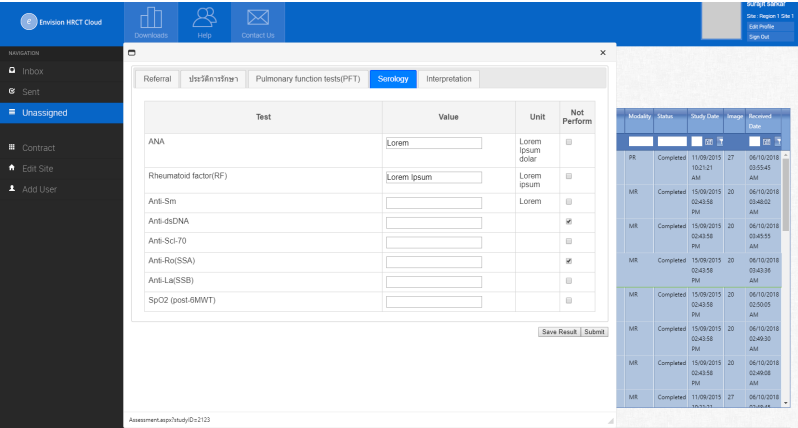 Surajit Sarkar
Site : Region 1 Site 1
Edit Profile
Sign Out
e Envision HRCT Cloud
Downloads
Help
Contact Us
NAVIGATION
Inbox
Sent
Unassigned
Contract
Edit Site
Add User
×
Referral ประวัติการรักษา Pulmonary function tests(PFT) Serology Interpretation
Test Value Unit Not Perform
ANA Lorem Lorem Ipsum dolar
Rheumatoid factor(RF) Lorem Ipsum Lorem ipsum
Anti-Sm Lorem
Anti-dsDNA
Anti-Scl-70
Anti-Ro(SSA)
Anti-La(SSB)
SpO2 (post-6MWT)
Save Result Submit
Assessment.aspx?studyID=2123
Modality Status Study Date Image Received Date
PR Completed 11/09/2015 10:21:21 AM 27 06/10/2018 03:55:45 AM
MR Completed 15/09/2015 02:43:58 PM 20 06/10/2018 03:48:02 AM
MR Completed 15/09/2015 02:43:58 PM 20 06/10/2018 03:45:55 AM
MR Completed 15/09/2015 02:43:58 PM 20 06/10/2018 03:43:36 AM
MR Completed 15/09/2015 02:43:58 PM 20 06/10/2018 02:50:05 AM
MR Completed 15/09/2015 02:43:58 PM 20 06/10/2018 02:49:30 AM
MR Completed 15/09/2015 02:43:58 PM 20 06/10/2018 02:49:08 AM
MR Completed 11/09/2015 27 06/10/2018